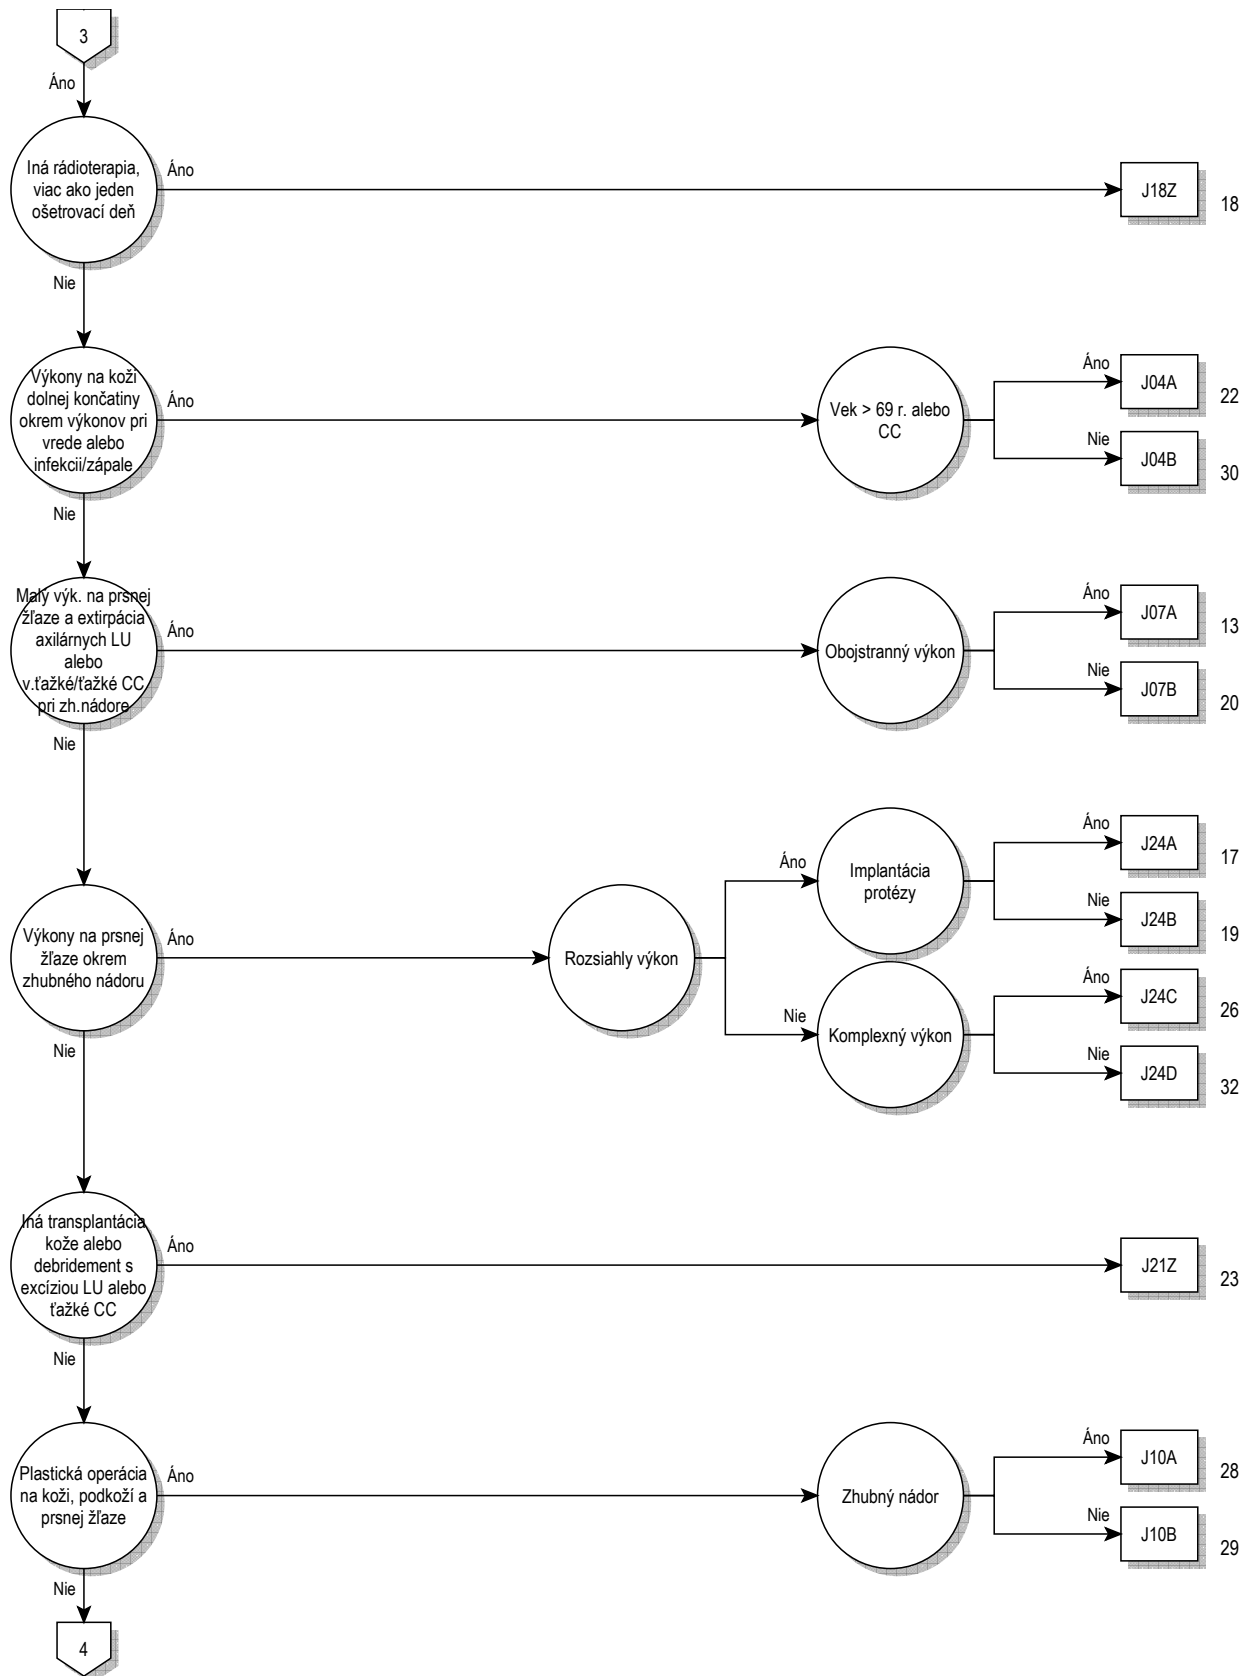 3
Áno
Iná rádioterapia,
viac ako jeden
ošetrovací deň
Áno
J18Z
18
Nie
Výkony na koži
dolnej končatiny
okrem výkonov pri
vrede alebo
infekcii/zápale
Áno
Vek > 69 r. alebo
CC
Áno
J04A
22
Nie
J04B
30
Nie
Malý výk. na prsnej
žľaze a extirpácia
axilárnych LU
alebo
v.ťažké/ťažké CC
pri zh.nádore
Áno
Obojstranný výkon
Áno
J07A
13
Nie
J07B
20
Nie
Výkony na prsnej
žľaze okrem
zhubného nádoru
Áno
Rozsiahly výkon
Áno
Implantácia
protézy
Áno
J24A
17
Nie
J24B
19
Nie
Komplexný výkon
Áno
J24C
26
Nie
J24D
32
Nie
Iná transplantácia
kože alebo
debridement s
excíziou LU alebo
ťažké CC
Áno
J21Z
23
Nie
Plastická operácia
na koži, podkoží a
prsnej žľaze
Áno
Zhubný nádor
Áno
J10A
28
Nie
J10B
29
Nie
4